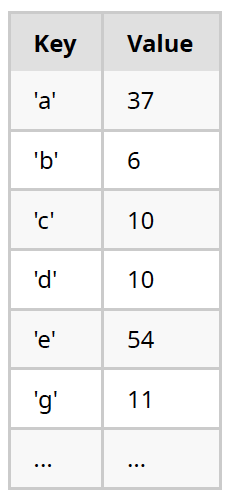 Key Value
'a' 37
'b' 6
'c' 10
'd' 10
'e' 54
'g' 11
... ...